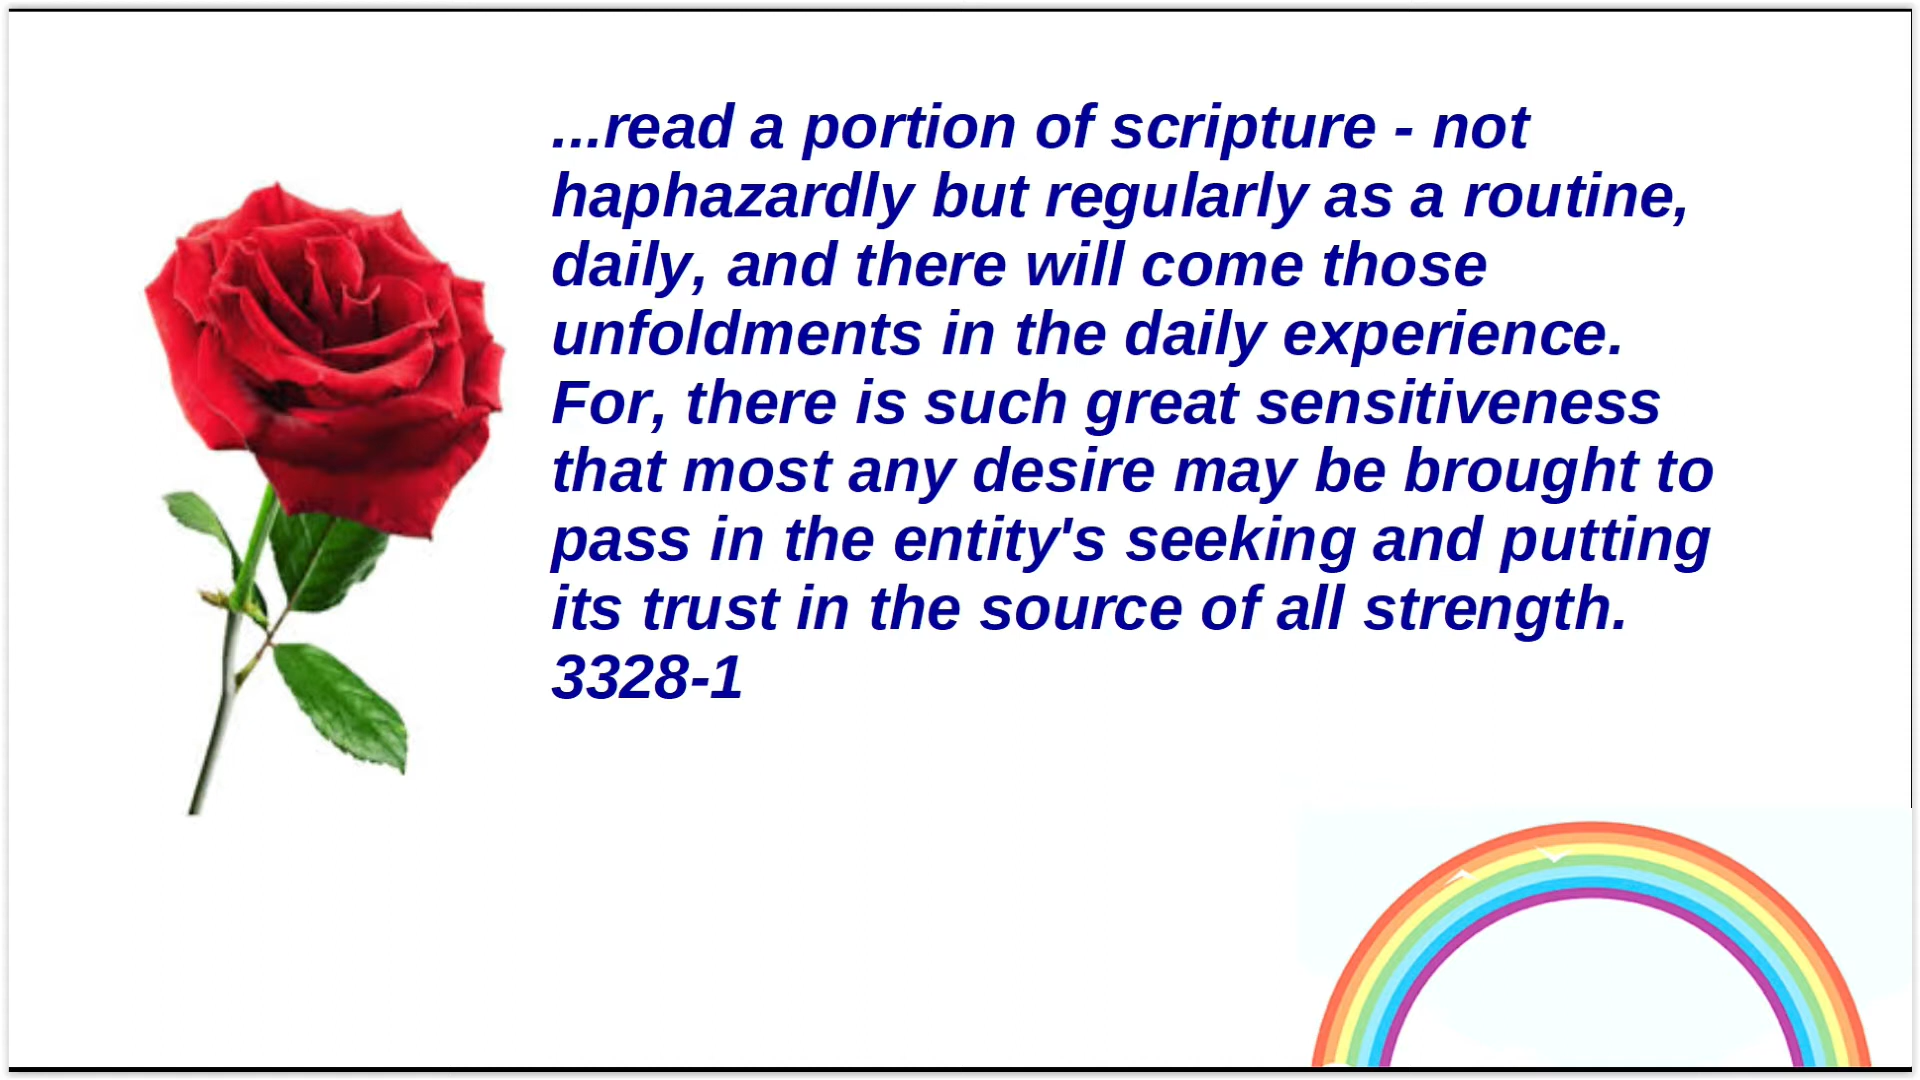 ...read a portion of scripture - not
haphazardly but regularly as a routine,
daily, and there will come those
unfoldments in the daily experience.
For, there is such great sensitiveness
that most any desire may be brought to
pass in the entity's seeking and putting
its trust in the source of all strength.
3328-1